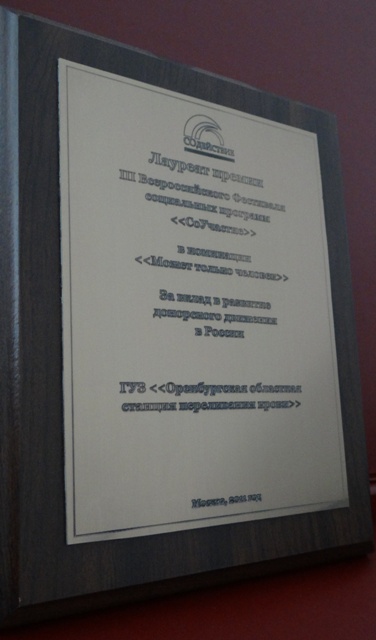 СОДЕЙСТВИЕ
Лауреат премии
III Всероссийского Фестиваля
социальных программ
<<СоУчастие>>
в номинации
<<Может только человек>>
За вклад в развитие
донорского движения
в России
ГУЗ <<Оренбургская областная
станция переливания крови>>
Москва, 2011 год